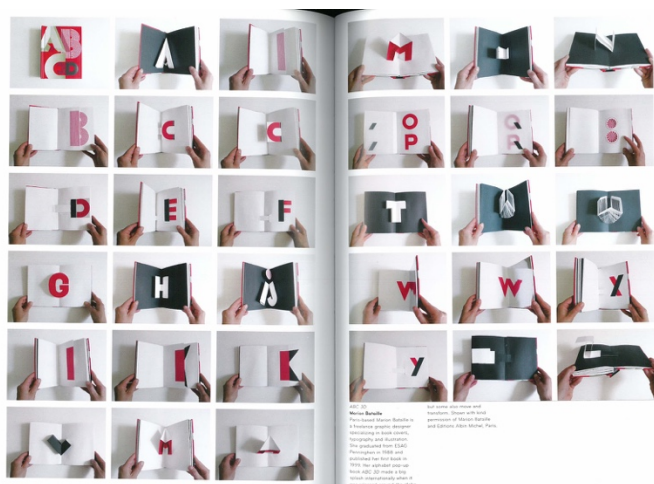 A B
C D
A
I
B
C
C
D
E
F
G
H
I
K
M
M
O
P
Q
R
T
V
W
X
Y
ABC 3D
Marion Bataille
Paris-based Marion Bataille is
a freelance graphic designer
specializing in book covers,
typography and illustration.
She graduated from ESAG
Penninghen in 1988 and
published her first book in
1999. Her alphabet pop-up
book ABC 3D made a big
but some also move and
transform. Shown with kind
permission of Marion Bataille
and Editions Albin Michel, Paris.